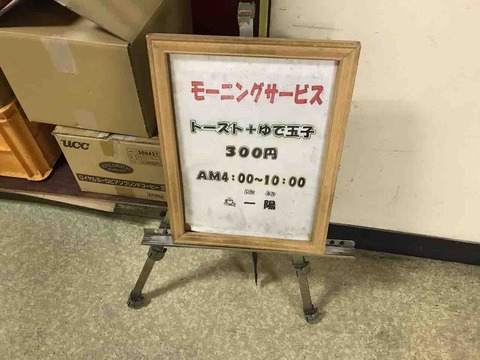 モーニングサービス
トースト+ゆで玉子
300円
AM4:00~10:00
一陽
UCC